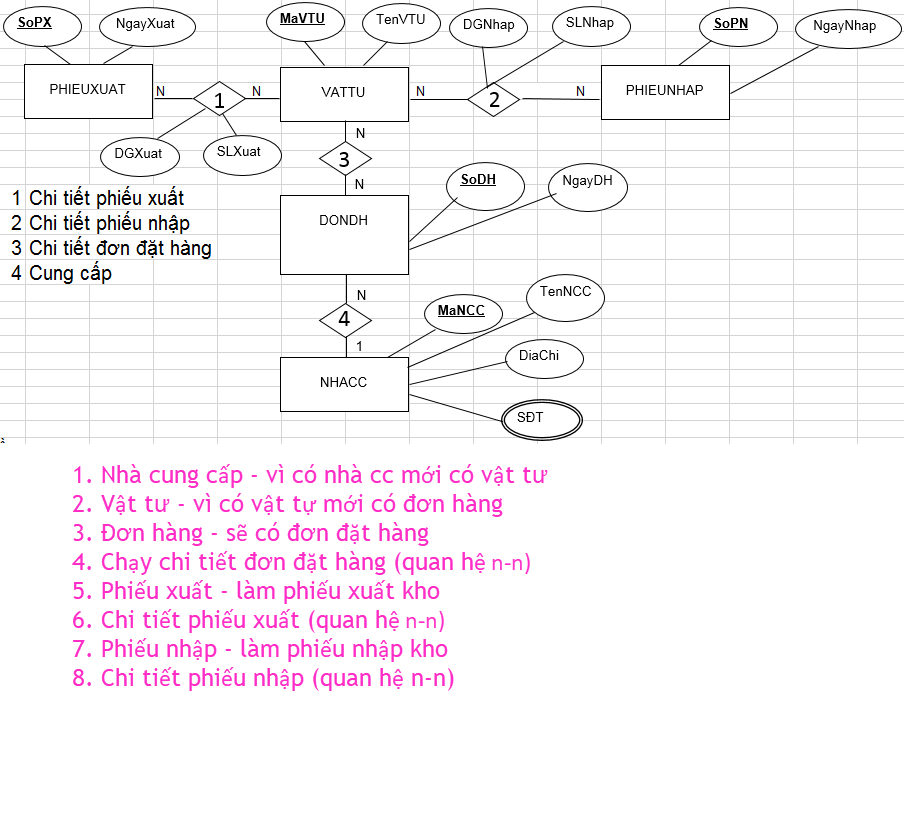 SoPX
NgayXuat
MaVTU
TenVTU
DGNhap
SLNhap
SoPN
NgayNhap
PHIEUXUAT
N
1
N
VATTU
N
2
N
PHIEUNHAP
DGXuat
SLXuat
N
3
N
1 Chi tiết phiếu xuất
2 Chi tiết phiếu nhập
3 Chi tiết đơn đặt hàng
4 Cung cấp
DONDH
SoDH
NgayDH
N
4
1
NHACC
MaNCC
TenNCC
DiaChi
SĐT
1. Nhà cung cấp - vì có nhà cc mới có vật tư
2. Vật tư - vì có vật tự mới có đơn hàng
3. Đơn hàng - sẽ có đơn đặt hàng
4. Chạy chi tiết đơn đặt hàng (quan hệ n-n)
5. Phiếu xuất - làm phiếu xuất kho
6. Chi tiết phiếu xuất (quan hệ n-n)
7. Phiếu nhập - làm phiếu nhập kho
8. Chi tiết phiếu nhập (quan hệ n-n)